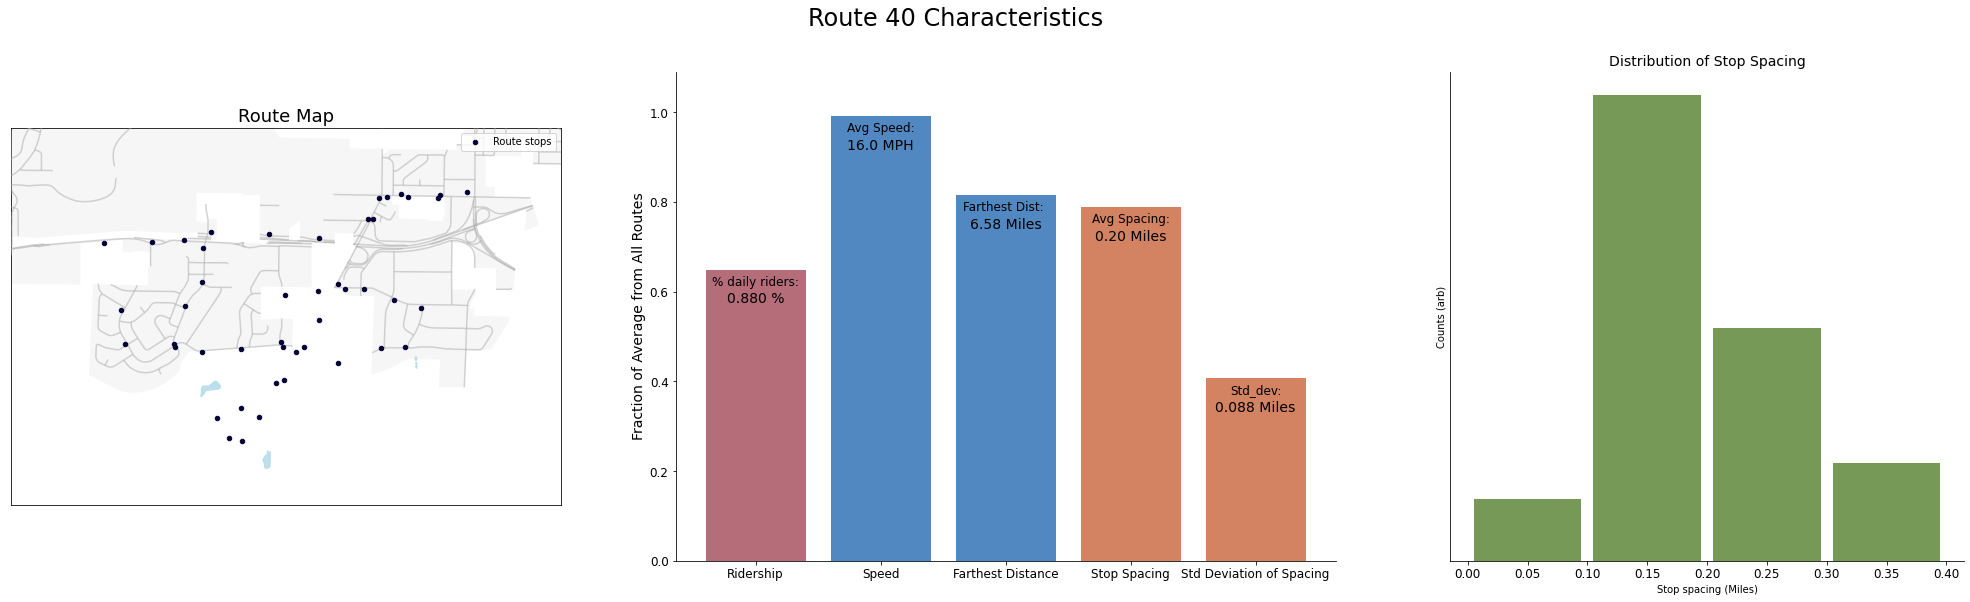 Route 40 Characteristics
Route Map
Route stops
Fraction of Average from All Routes
1.0
0.8
0.6
0.4
0.2
0.0
% daily riders:
0.880 %
Avg Speed:
16.0 MPH
Farthest Dist:
6.58 Miles
Avg Spacing:
0.20 Miles
Std_dev:
0.088 Miles
Ridership
Speed
Farthest Distance
Stop Spacing
Std Deviation of Spacing
Distribution of Stop Spacing
Counts (arb)
0.00
0.05
0.10
0.15
0.20
0.25
0.30
0.35
0.40
Stop spacing (Miles)